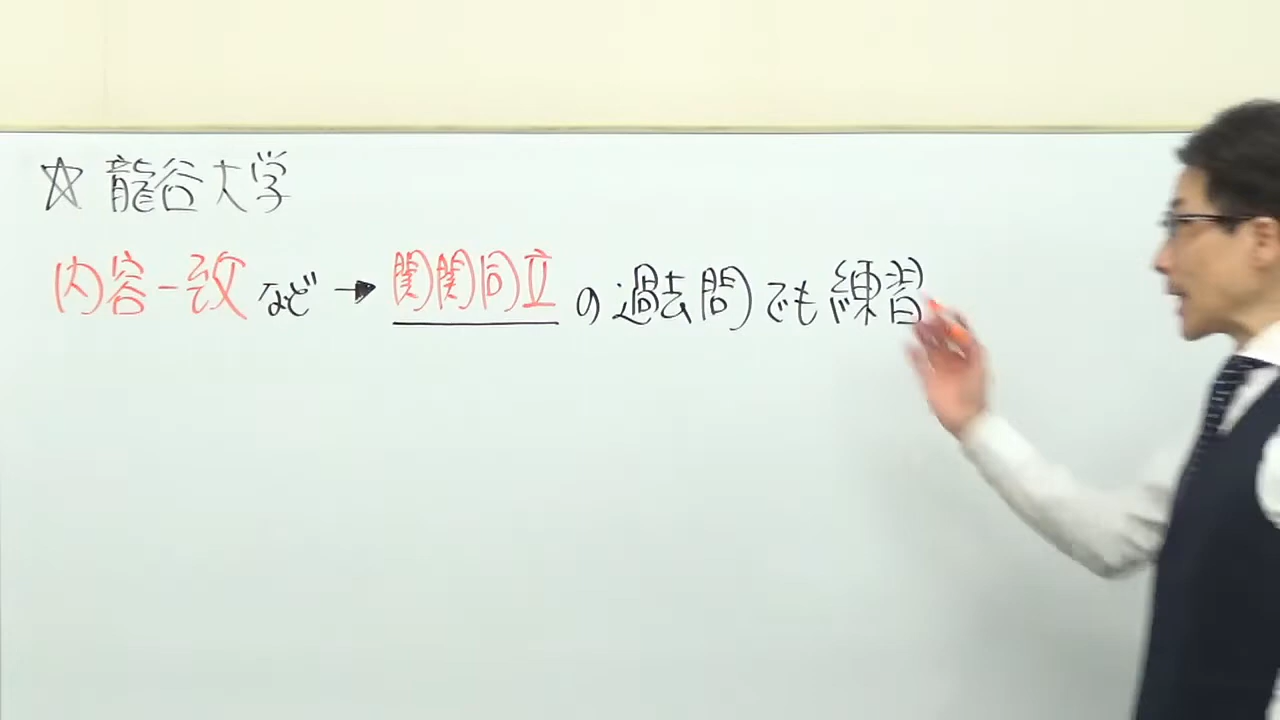 ☆ 龍谷大学
内容一致 など → 関関同立 の過去問でも練習